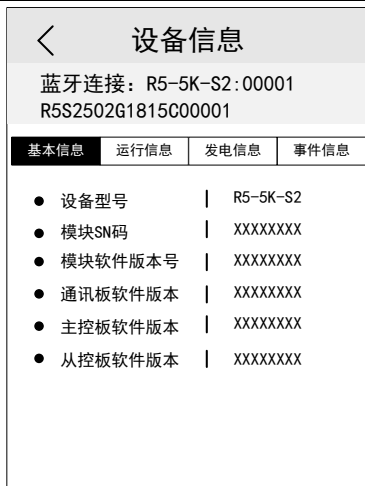 设备信息
蓝牙连接：R5-5K-S2:00001
R5S2502G1815C00001
基本信息 运行信息 发电信息 事件信息
设备型号 | R5-5K-S2
模块SN码 | XXXXXXXX
模块软件版本号 | XXXXXXXX
通讯板软件版本 | XXXXXXXX
主控板软件版本 | XXXXXXXX
从控板软件版本 | XXXXXXXX